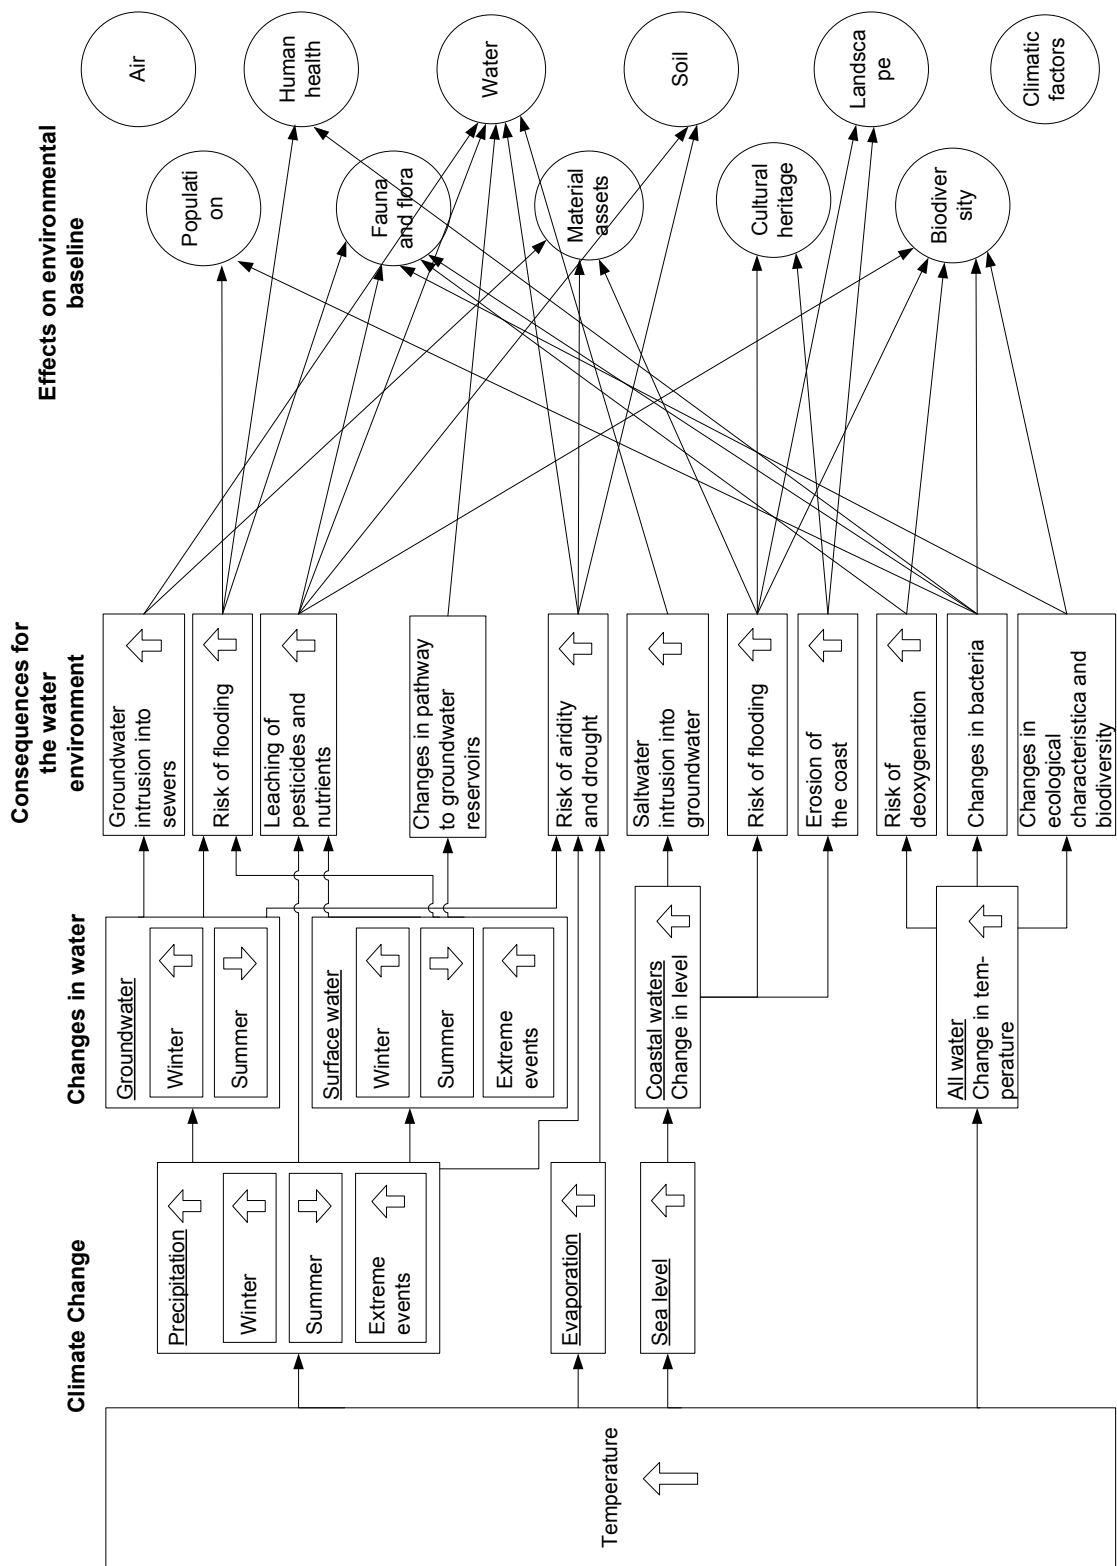 Climate Change
Changes in water
Consequences for
the water
environment
Effects on environmental
baseline
Temperature
Precipitation
Winter
Summer
Extreme
events
Evaporation
Sea level
Groundwater
Winter
Summer
Surface water
Winter
Summer
Extreme
events
Coastal waters
Change in level
All water
Change in tem-
perature
Groundwater
intrusion into
sewers
Risk of flooding
Leaching of
pesticides and
nutrients
Changes in pathway
to groundwater
reservoirs
Risk of aridity
and drought
Saltwater
intrusion into
groundwater
Risk of flooding
Erosion of
the coast
Risk of
deoxygenation
Changes in bacteria
Changes in
ecological
characteristica and
biodiversity
Populati
on
Fauna
and flora
Material
assets
Cultural
heritage
Biodiver
sity
Air
Human
health
Water
Soil
Landsca
pe
Climatic
factors